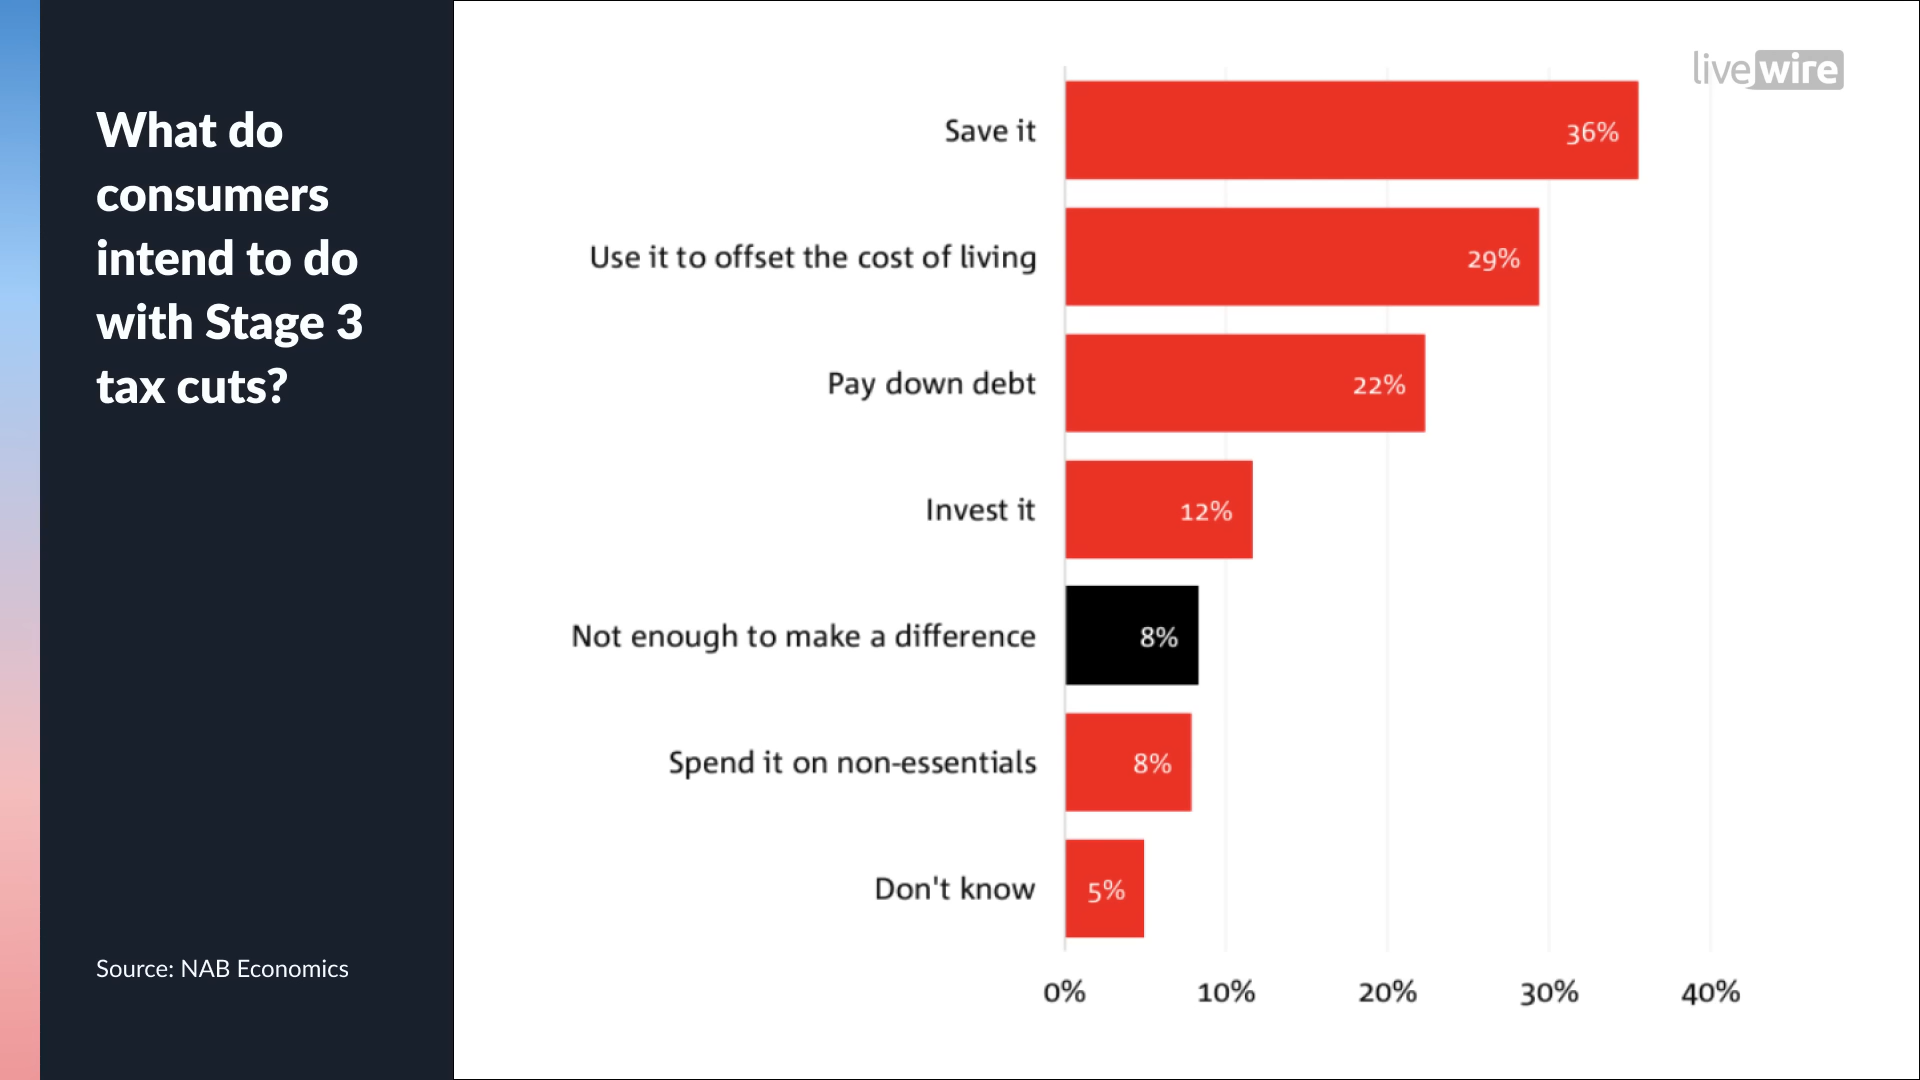 What do
consumers
intend to do
with Stage 3
tax cuts?
Source: NAB Economics
livewire
Save it
36%
Use it to offset the cost of living
29%
Pay down debt
22%
Invest it
12%
Not enough to make a difference
8%
Spend it on non-essentials
8%
Don't know
5%
0% 10% 20% 30% 40%